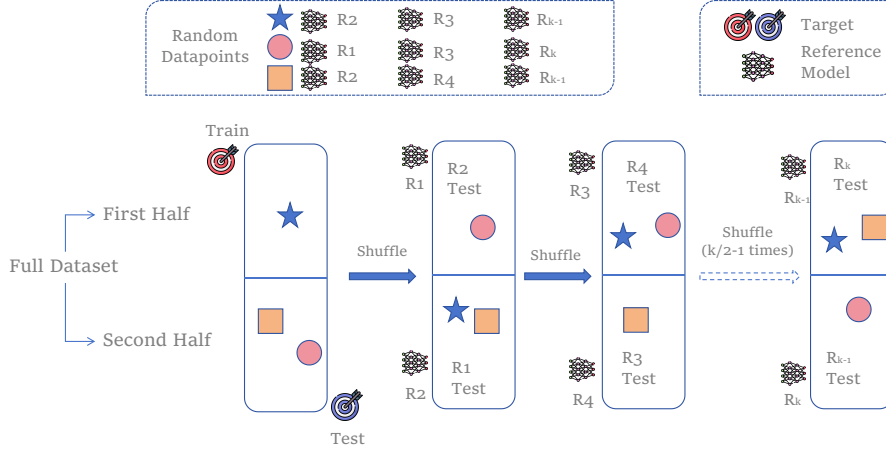 Random
Datapoints
R2 R3 Rₖ₋₁
R1 R3 Rₖ
R2 R4 Rₖ₋₁
Target
Reference
Model
Train
Full Dataset
First Half
Second Half
Test
Shuffle
R1
R2
Test
R1
Test
R2
Shuffle
R3
R4
Test
R3
Test
R4
Shuffle
(k/2-1 times)
Rₖ₋₁
Rₖ
Test
Rₖ₋₁
Test
Rₖ